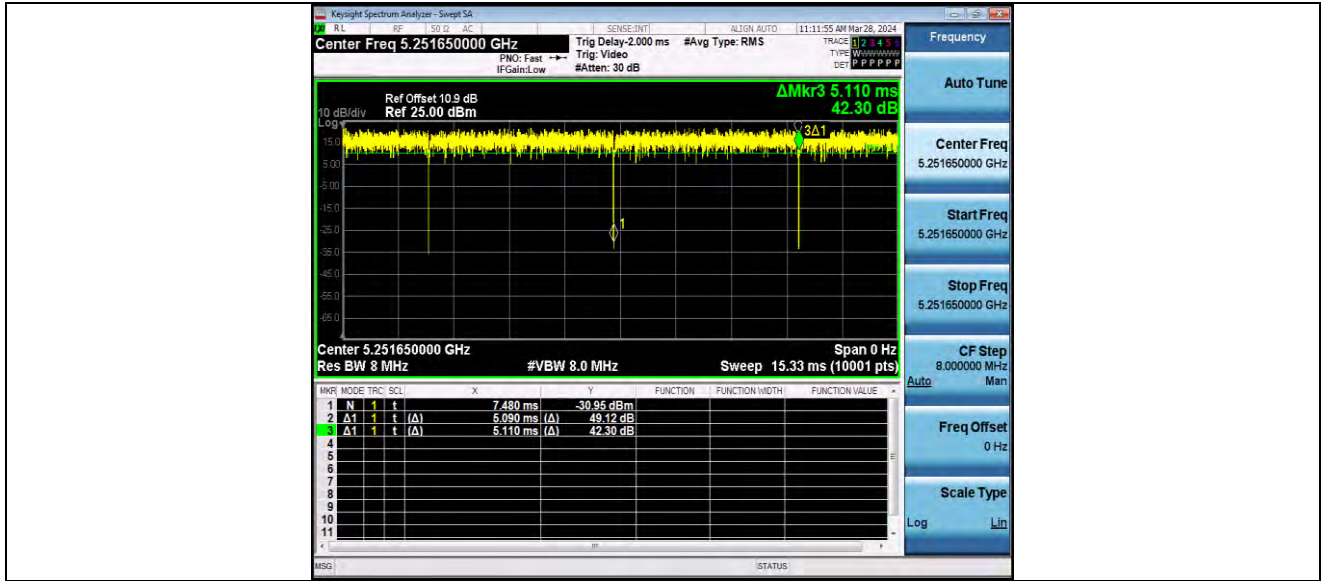 Keysight Spectrum Analyzer - Swept SA
RL RF 50 Ω AC SENSE:INT ALIGN AUTO 11:11:55 AM Mar 28, 2024
Center Freq 5.251650000 GHz Trig Delay-2.000 ms #Avg Type: RMS TRACE 1 2 3 4 5 6
PNO: Fast Trig: Video TYPE W
IFGain:Low #Atten: 30 dB DET P P P P P P
Frequency
Ref Offset 10.9 dB ΔMkr3 5.110 ms
10 dB/div Ref 25.00 dBm 42.30 dB
Log
3Δ1
15.0
5.00
-5.00
-15.0
1
-25.0
-35.0
-45.0
-55.0
-65.0
Center 5.251650000 GHz Span 0 Hz
Res BW 8 MHz #VBW 8.0 MHz Sweep 15.33 ms (10001 pts)
MKR MODE TRC SCL X Y FUNCTION FUNCTION WIDTH FUNCTION VALUE
1 N 1 t 7.480 ms -30.95 dBm
2 Δ1 1 t (Δ) 5.090 ms (Δ) 49.12 dB
3 Δ1 1 t (Δ) 5.110 ms (Δ) 42.30 dB
4
5
6
7
8
9
10
11
MSG STATUS
Auto Tune
Center Freq
5.251650000 GHz
Start Freq
5.251650000 GHz
Stop Freq
5.251650000 GHz
CF Step
8.000000 MHz
Auto Man
Freq Offset
0 Hz
Scale Type
Log Lin